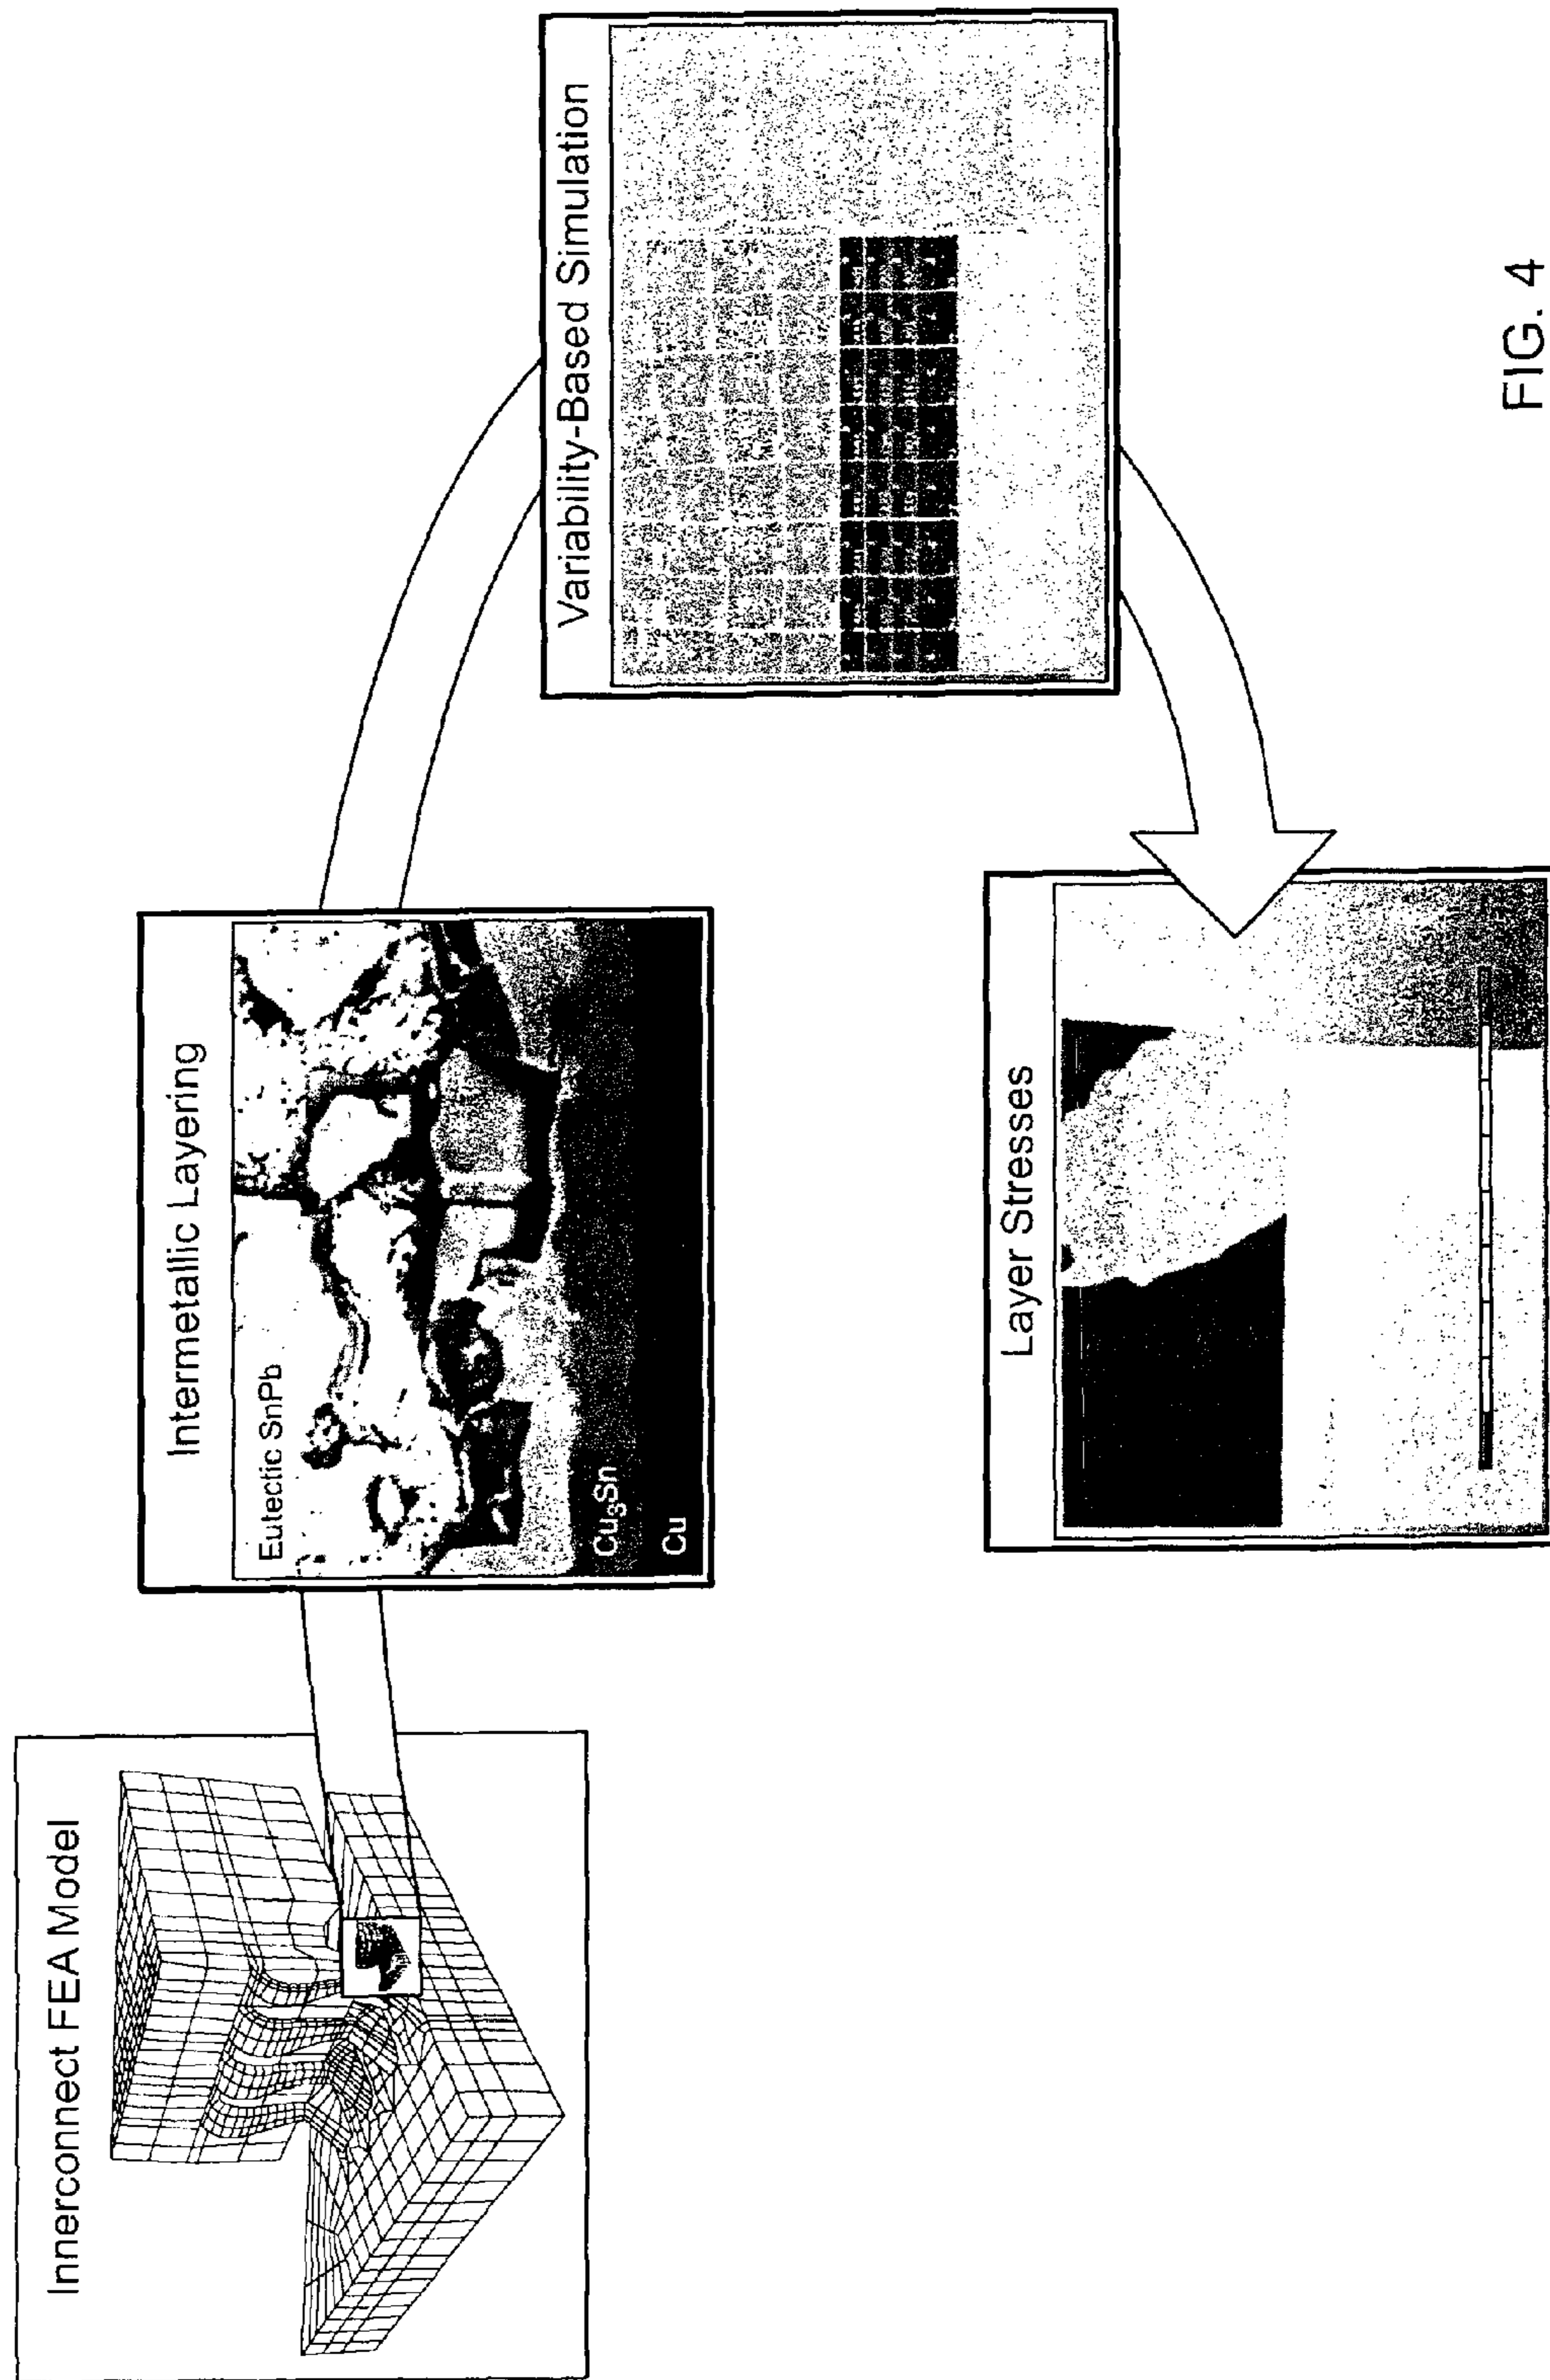 Innerconnect FEA Model
Intermetallic Layering
Eutectic SnPb
Cu₃Sn
Cu
Variability-Based Simulation
Layer Stresses
FIG. 4